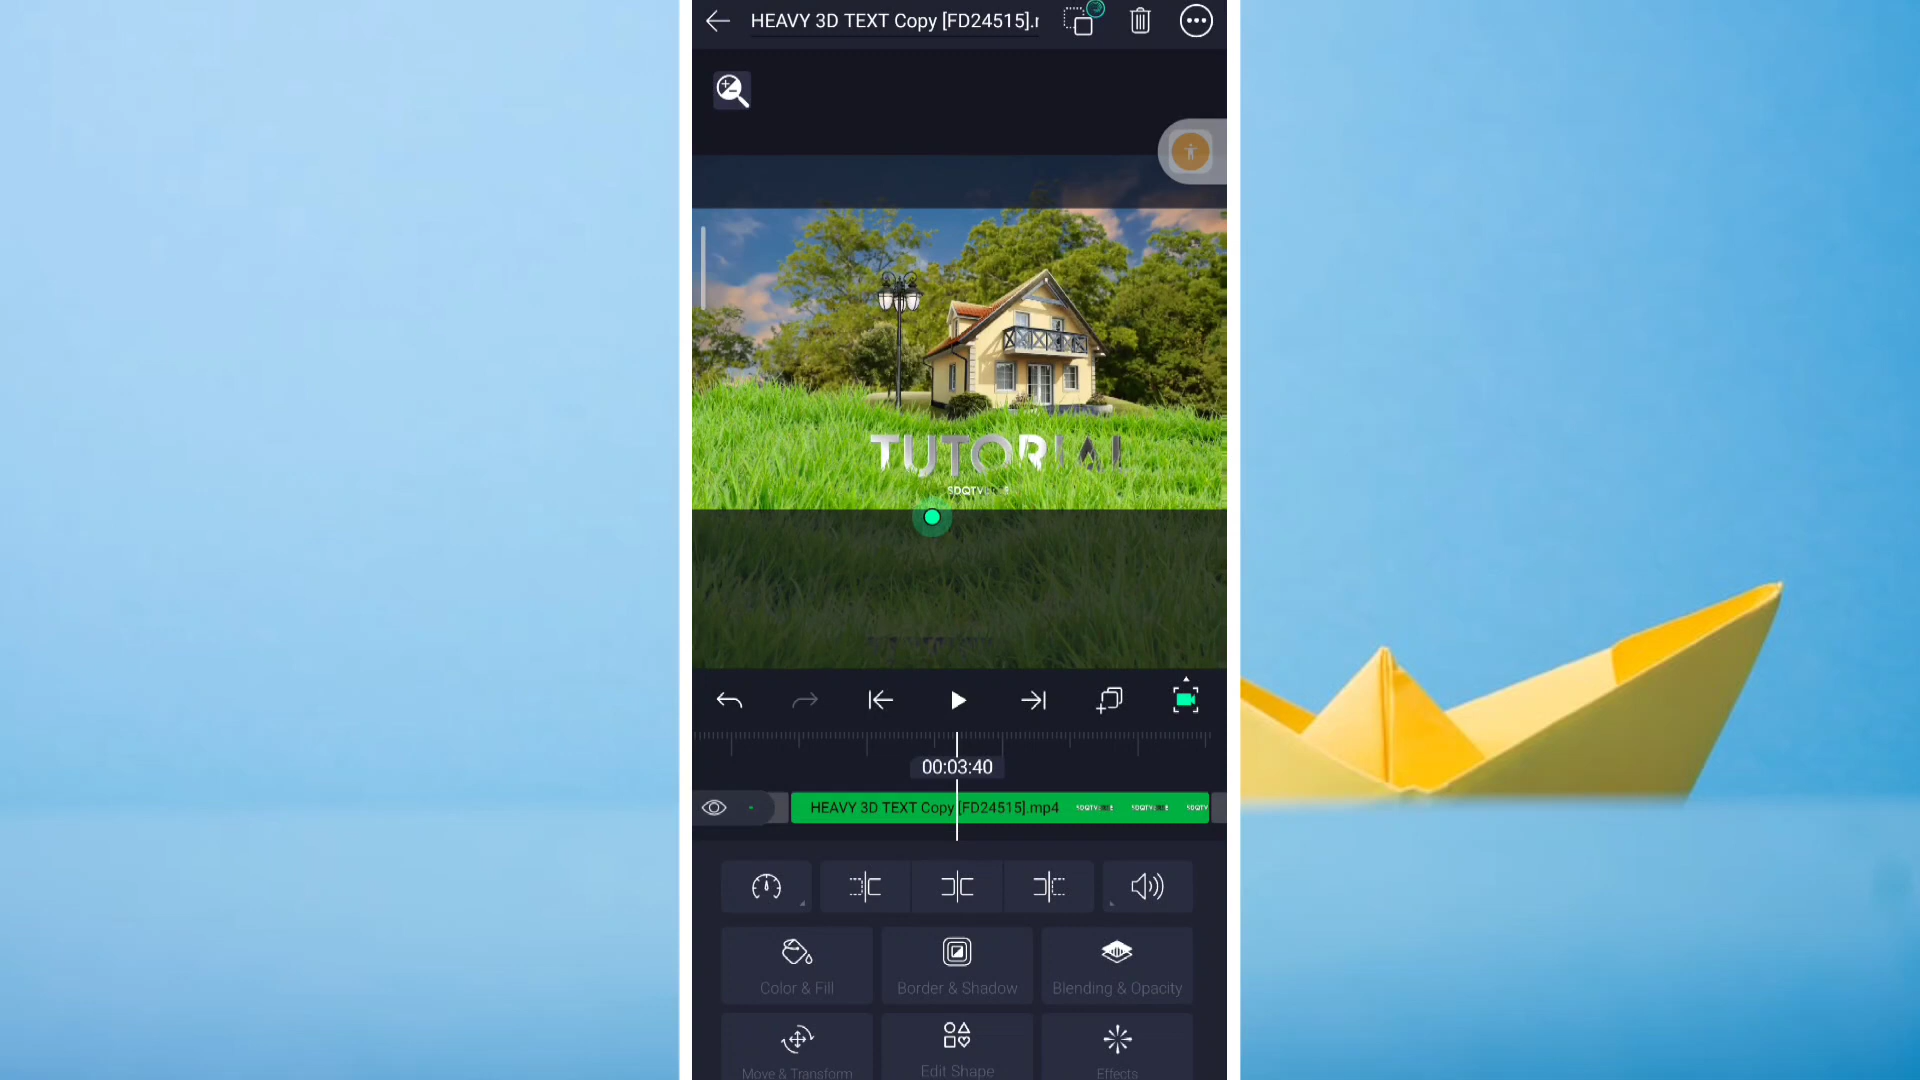 HEAVY 3D TEXT Copy [FD24515].
TUTORIAL
00:03:40
HEAVY 3D TEXT Copy [FD24515].mp4
Color & Fill
Border & Shadow
Blending & Opacity
Move & Transform
Edit Shape
Effects